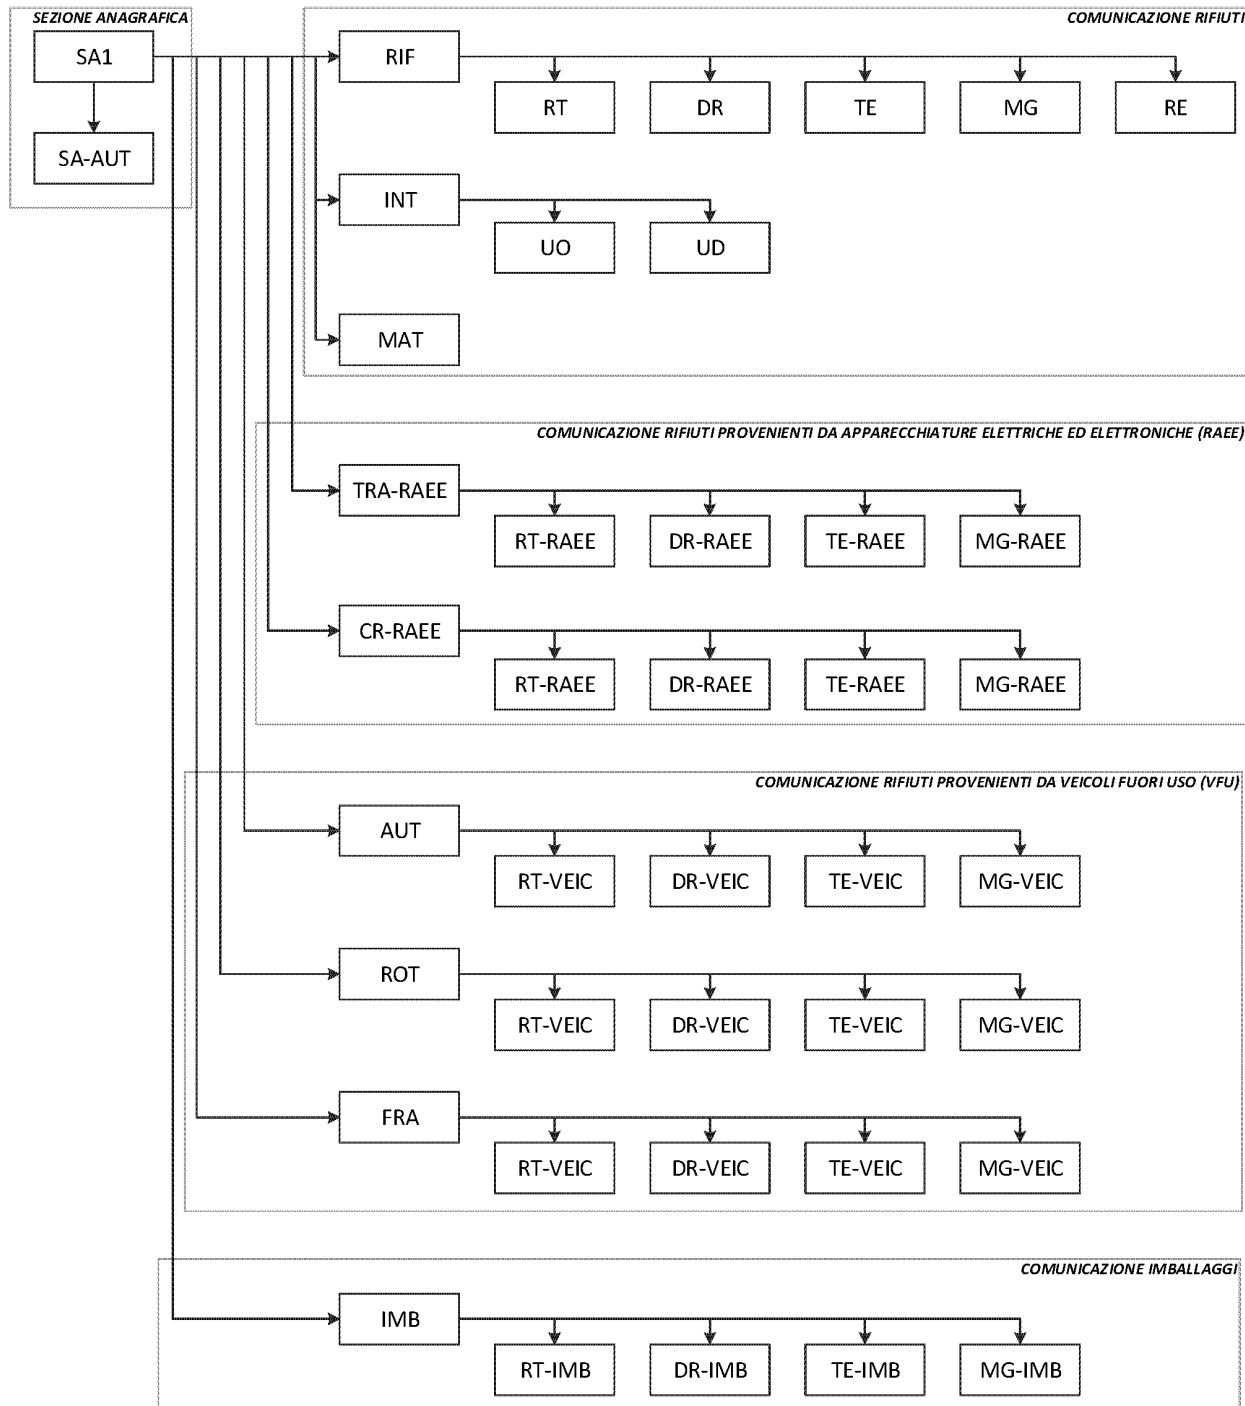 SEZIONE ANAGRAFICA
SA1
SA-AUT
COMUNICAZIONE RIFIUTI
RIF
RT
DR
TE
MG
RE
INT
UO
UD
MAT
COMUNICAZIONE RIFIUTI PROVENIENTI DA APPARECCHIATURE ELETTRICHE ED ELETTRONICHE (RAEE)
TRA-RAEE
RT-RAEE
DR-RAEE
TE-RAEE
MG-RAEE
CR-RAEE
RT-RAEE
DR-RAEE
TE-RAEE
MG-RAEE
COMUNICAZIONE RIFIUTI PROVENIENTI DA VEICOLI FUORI USO (VFU)
AUT
RT-VEIC
DR-VEIC
TE-VEIC
MG-VEIC
ROT
RT-VEIC
DR-VEIC
TE-VEIC
MG-VEIC
FRA
RT-VEIC
DR-VEIC
TE-VEIC
MG-VEIC
COMUNICAZIONE IMBALLAGGI
IMB
RT-IMB
DR-IMB
TE-IMB
MG-IMB